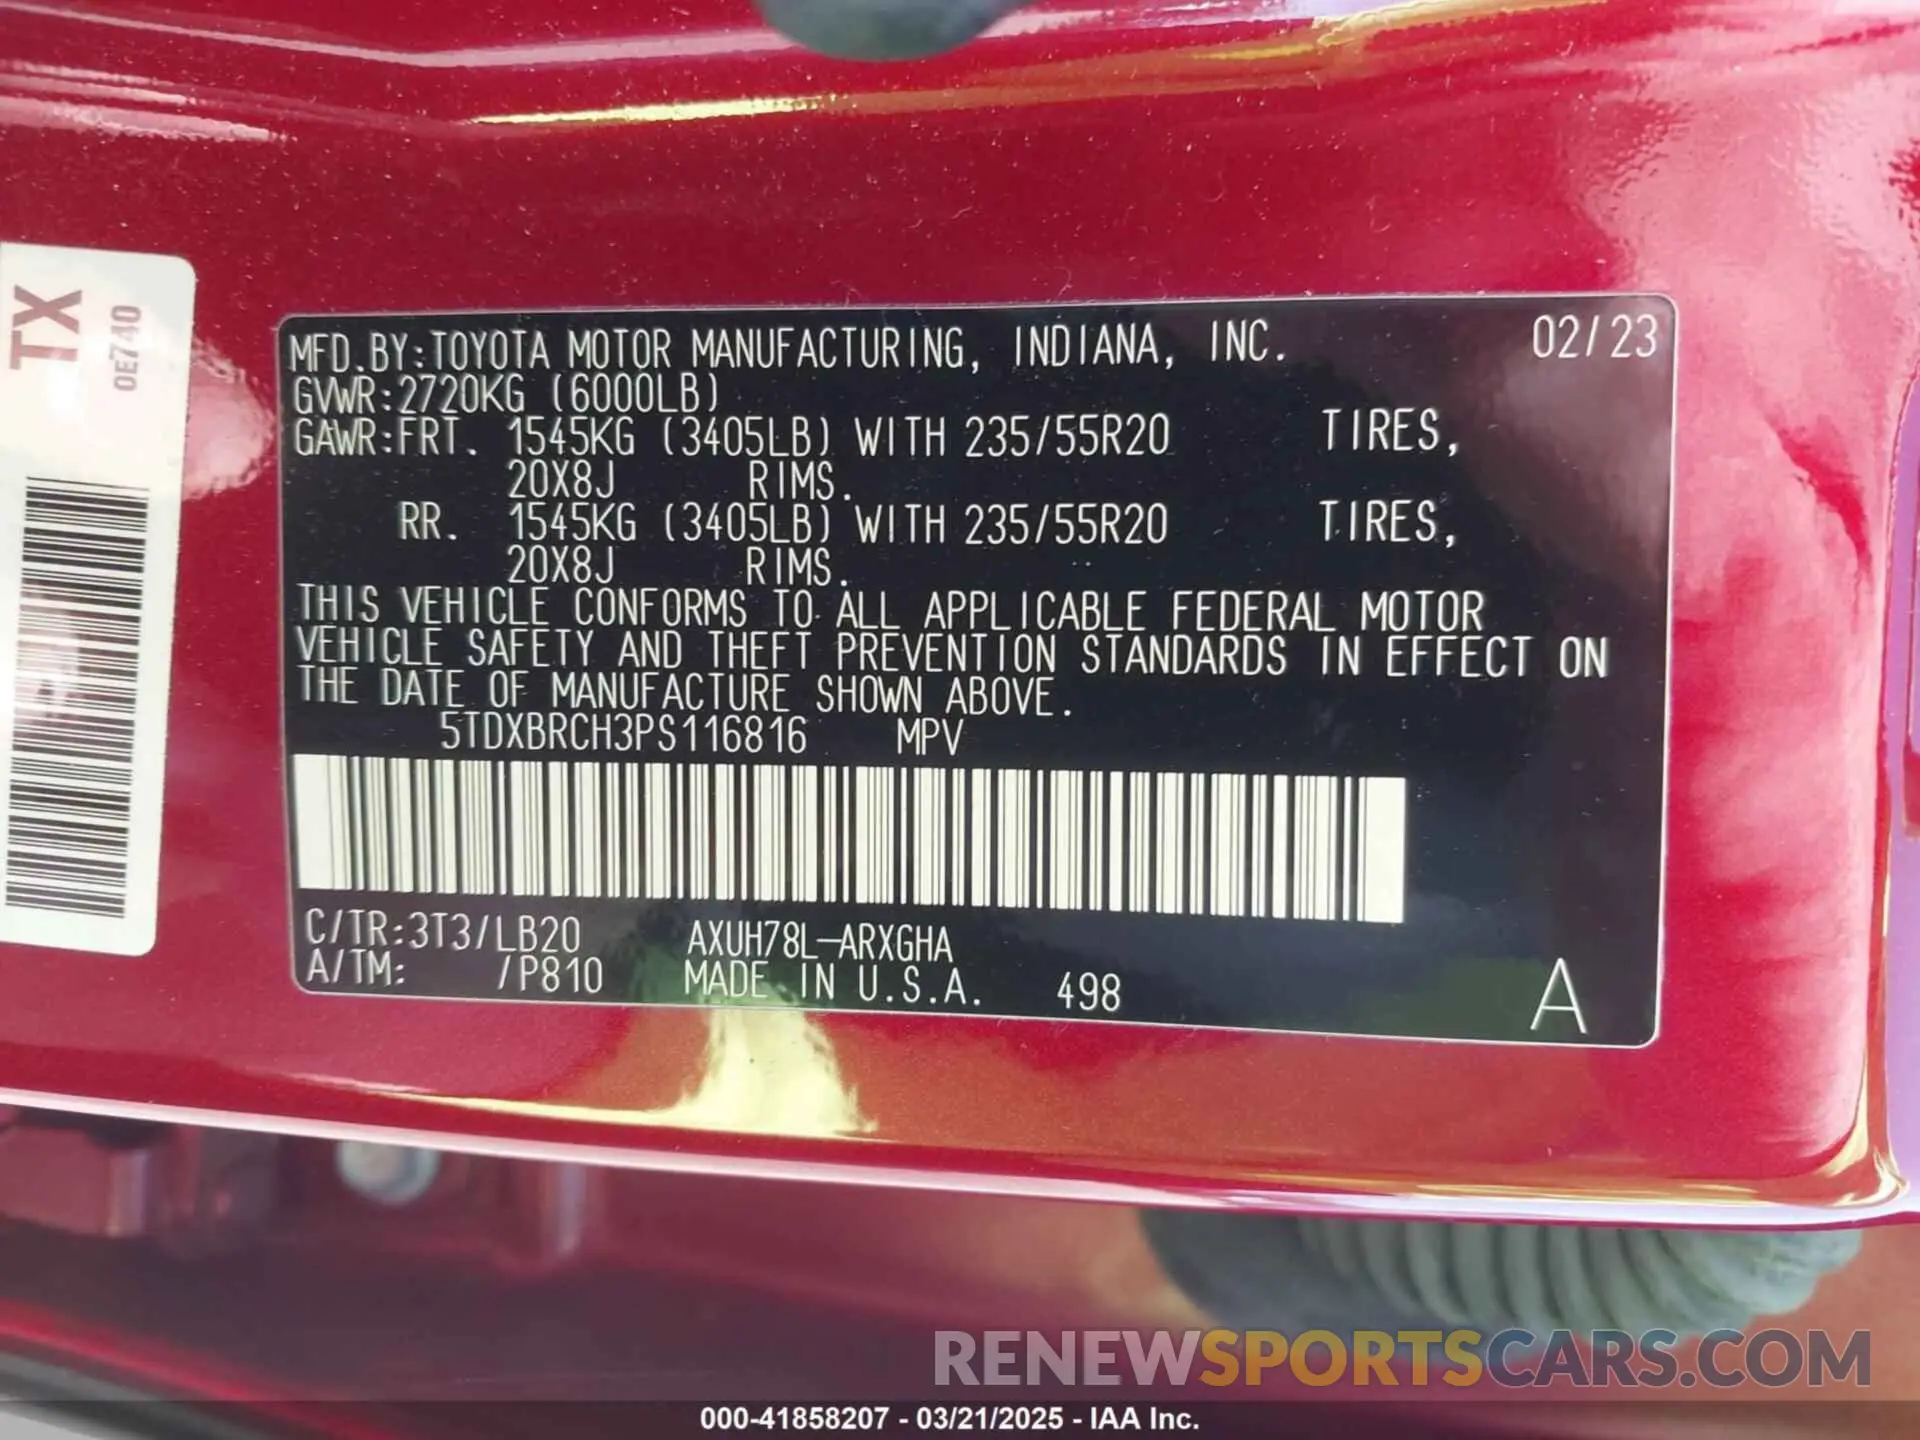 TX
0E740
MFD.BY:TOYOTA MOTOR MANUFACTURING, INDIANA, INC. 02/23
GVWR:2720KG (6000LB)
GAWR:FRT. 1545KG (3405LB) WITH 235/55R20 TIRES,
20X8J RIMS.
RR. 1545KG (3405LB) WITH 235/55R20 TIRES,
20X8J RIMS.
THIS VEHICLE CONFORMS TO ALL APPLICABLE FEDERAL MOTOR
VEHICLE SAFETY AND THEFT PREVENTION STANDARDS IN EFFECT ON
THE DATE OF MANUFACTURE SHOWN ABOVE.
5TDXBRCH3PS116816 MPV
C/TR:3T3/LB20 AXUH78L-ARXGHA
A/TM: /P810 MADE IN U.S.A. 498 A
RENEWSPORTSCARS.COM
000-41858207 - 03/21/2025 - IAA Inc.